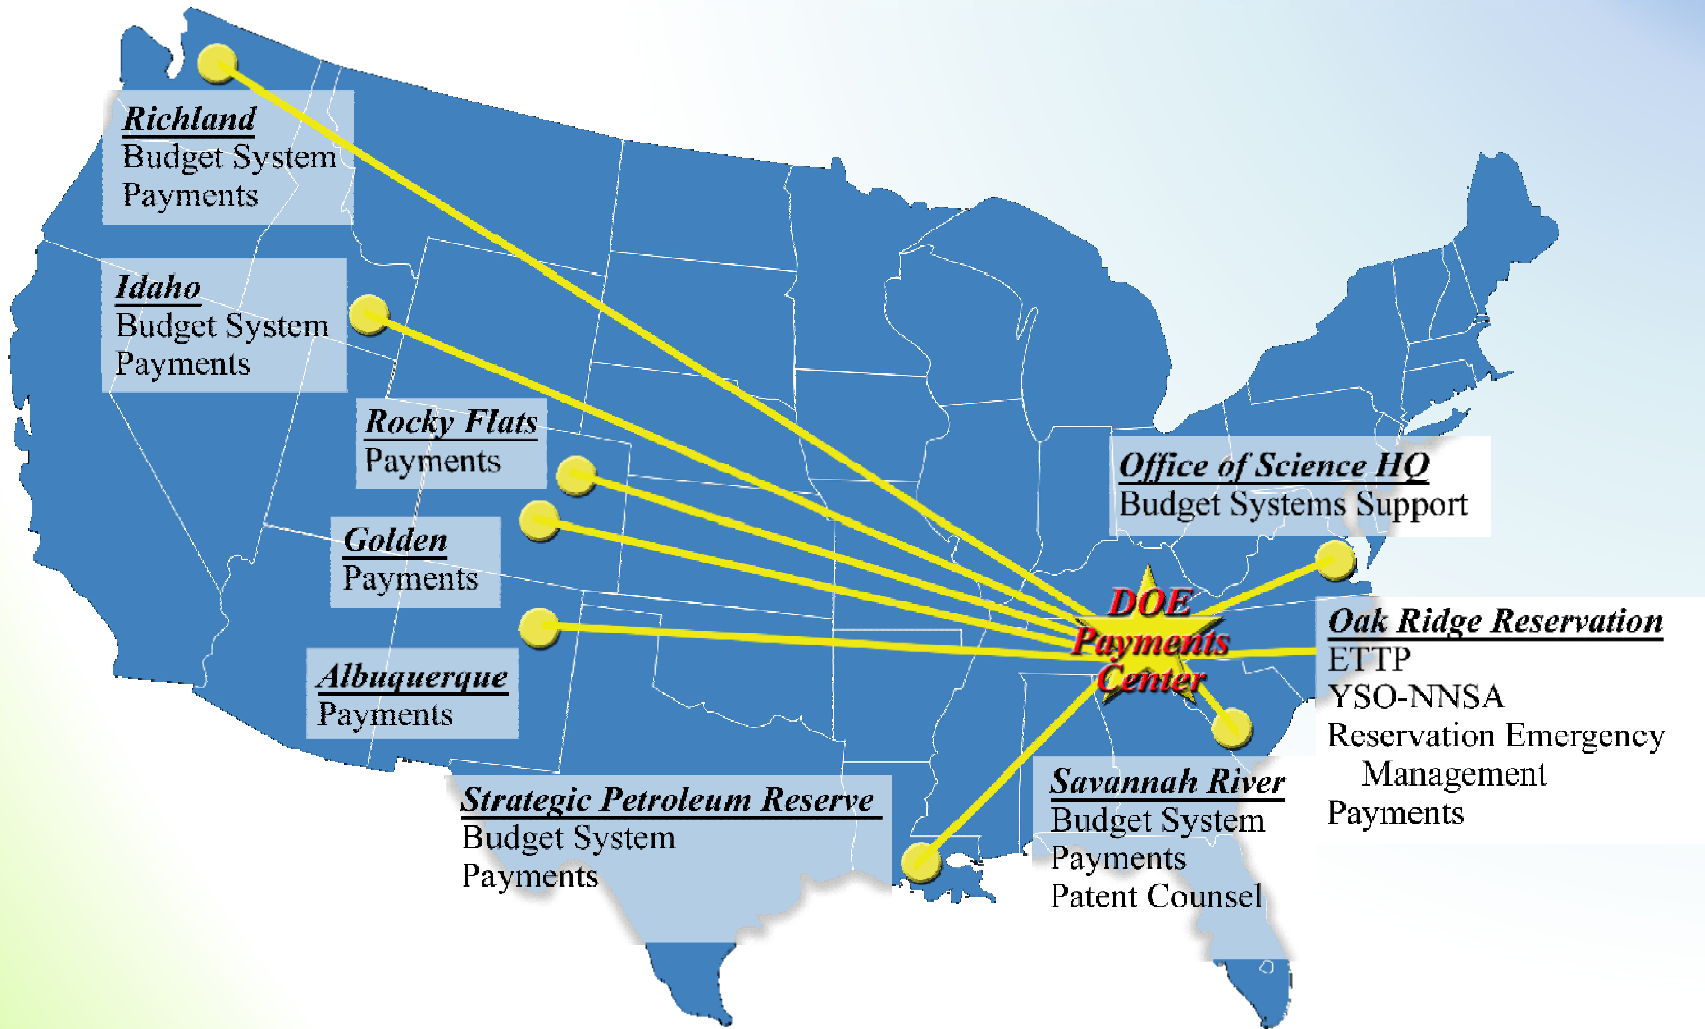 Richland
Budget System
Payments
Idaho
Budget System
Payments
Rocky Flats
Payments
Golden
Payments
Albuquerque
Payments
Strategic Petroleum Reserve
Budget System
Payments
Office of Science HQ
Budget Systems Support
DOE
Payments
Center
Oak Ridge Reservation
ETTP
YSO-NNSA
Reservation Emergency
Management
Payments
Savannah River
Budget System
Payments
Patent Counsel